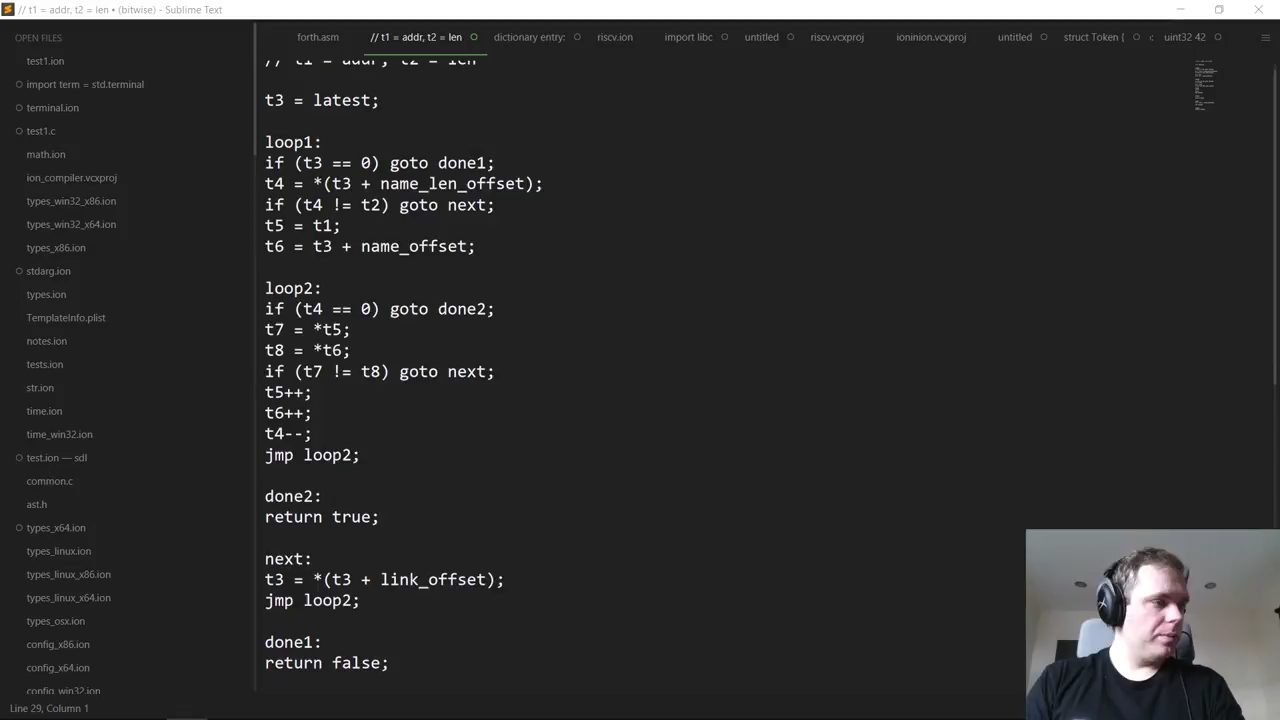 // t1 = addr, t2 = len • (bitwise) - Sublime Text
OPEN FILES
test1.ion
import term = std.terminal
terminal.ion
test1.c
math.ion
ion_compiler.vcxproj
types_win32_x86.ion
types_win32_x64.ion
types_x86.ion
stdarg.ion
types.ion
TemplateInfo.plist
notes.ion
tests.ion
str.ion
time.ion
time_win32.ion
test.ion — sdl
common.c
ast.h
types_x64.ion
types_linux.ion
types_linux_x86.ion
types_linux_x64.ion
types_osx.ion
config_x86.ion
config_x64.ion
config_win32.ion
forth.asm // t1 = addr, t2 = len dictionary entry: riscv.ion import libc untitled riscv.vcxproj ioninion.vcxproj untitled struct Token { uint32 42
// t1 = addr, t2 = len
t3 = latest;
loop1:
if (t3 == 0) goto done1;
t4 = *(t3 + name_len_offset);
if (t4 != t2) goto next;
t5 = t1;
t6 = t3 + name_offset;
loop2:
if (t4 == 0) goto done2;
t7 = *t5;
t8 = *t6;
if (t7 != t8) goto next;
t5++;
t6++;
t4--;
jmp loop2;
done2:
return true;
next:
t3 = *(t3 + link_offset);
jmp loop2;
done1:
return false;
Line 29, Column 1